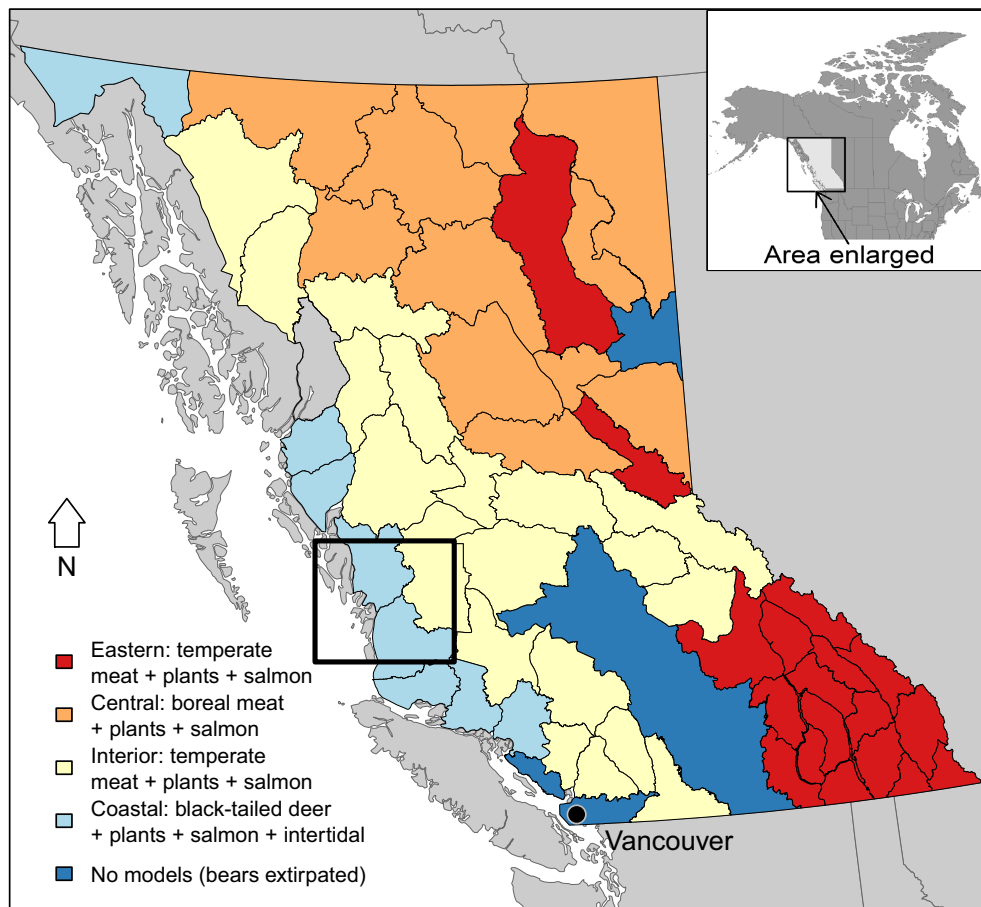 Area enlarged
N
Eastern: temperate
meat + plants + salmon
Central: boreal meat
+ plants + salmon
Interior: temperate
meat + plants + salmon
Coastal: black-tailed deer
+ plants + salmon + intertidal
No models (bears extirpated)
Vancouver